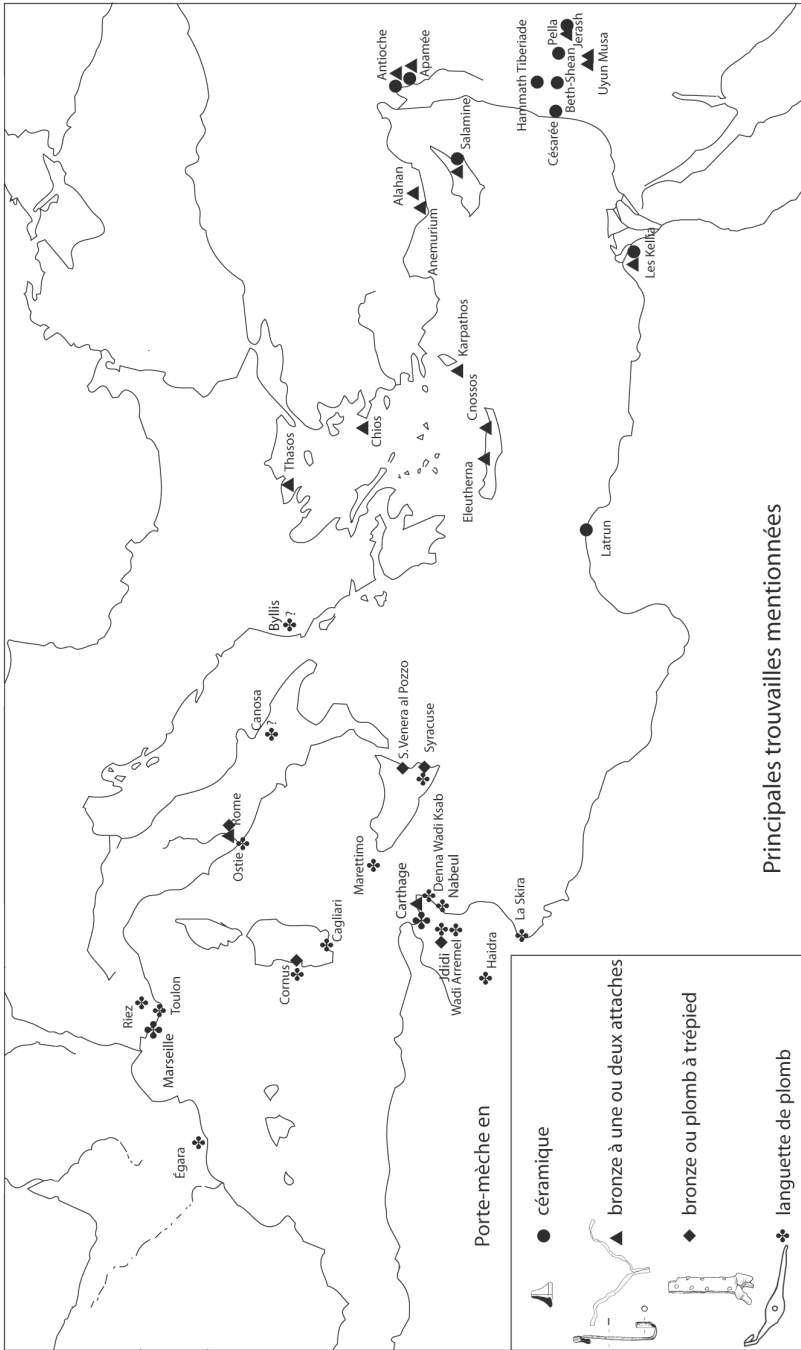 Antioche
Apamée
Alahan
Anemurium
Salamine
Hammath Tiberiade
Pella
Jerash
Beth-Shean
Césarée
Uyun Musa
Les Kellia
Thasos
Chios
Karpathos
Cnossos
Eleutherna
Latrun
Byllis
?
Canosa
?
S. Venera al Pozzo
Syracuse
Rome
Ostie
Marettimo
Carthage
Denna Wadi Ksab
Nabeul
Jdidi
Wadi Arremel
La Skira
Haidra
Cornus
Cagliari
Riez
Toulon
Marseille
Égara
Principales trouvailles mentionnées
Porte-mèche en
céramique
bronze à une ou deux attaches
bronze ou plomb à trépied
languette de plomb